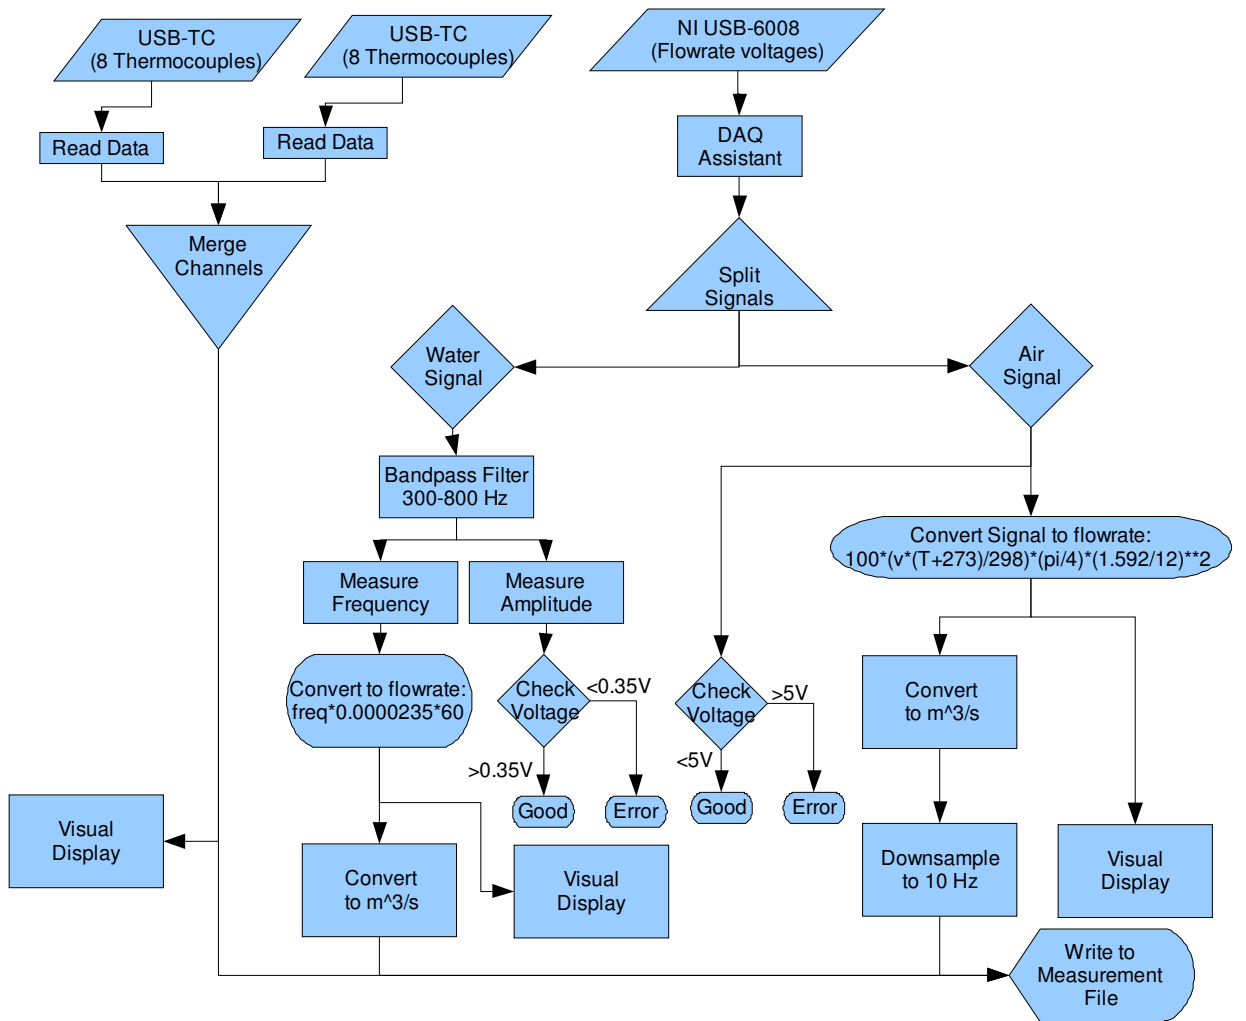 USB-TC
(8 Thermocouples)
USB-TC
(8 Thermocouples)
NI USB-6008
(Flowrate voltages)
Read Data
Read Data
DAQ
Assistant
Merge
Channels
Split
Signals
Water
Signal
Air
Signal
Bandpass Filter
300-800 Hz
Convert Signal to flowrate:
100*(v*(T+273)/298)*(pi/4)*(1.592/12)**2
Measure
Frequency
Measure
Amplitude
Convert to flowrate:
freq*0.0000235*60
Check
Voltage
<0.35V
>0.35V
Good
Error
Check
Voltage
>5V
<5V
Good
Error
Convert
to m^3/s
Visual
Display
Convert
to m^3/s
Visual
Display
Downsample
to 10 Hz
Visual
Display
Write to
Measurement
File